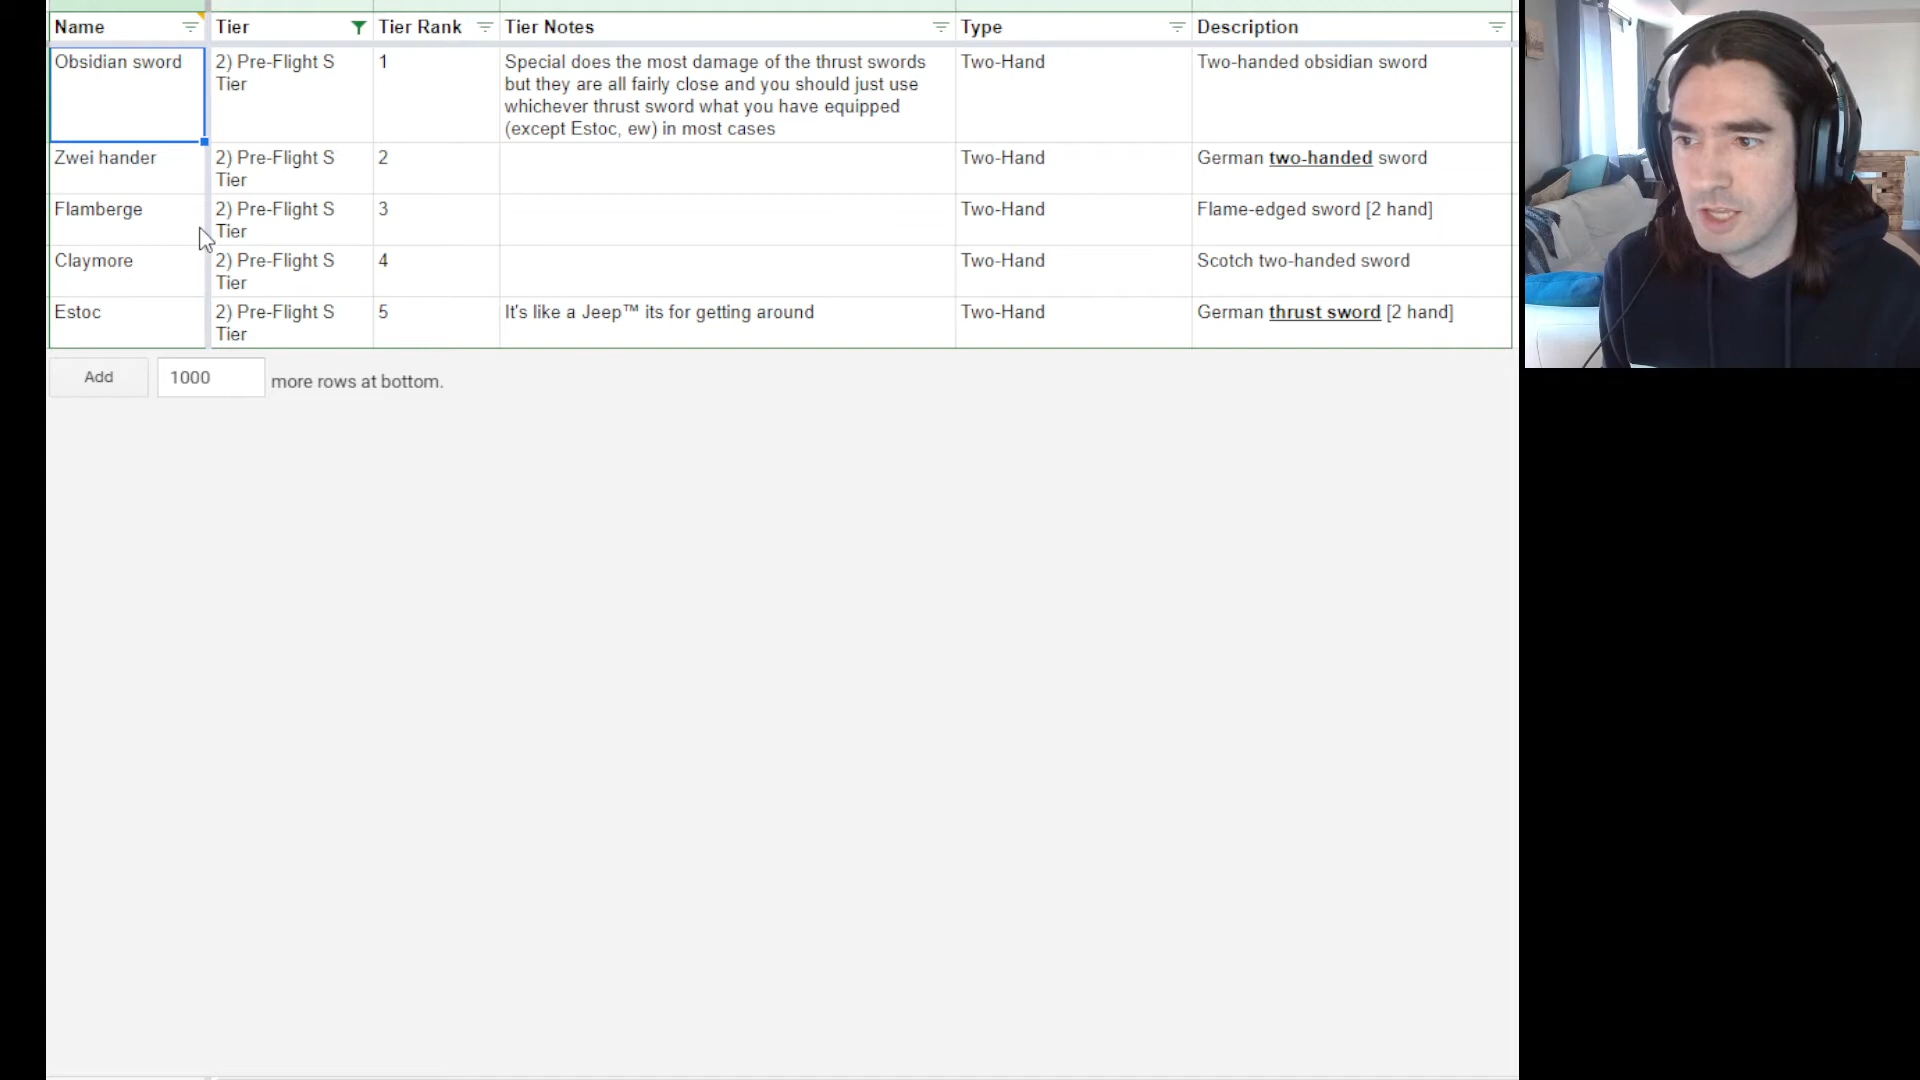 Name Tier Tier Rank Tier Notes Type Description
Obsidian sword 2) Pre-Flight S 1 Special does the most damage of the thrust swords Two-Hand Two-handed obsidian sword
Tier but they are all fairly close and you should just use
whichever thrust sword what you have equipped
(except Estoc, ew) in most cases
Zwei hander 2) Pre-Flight S 2 Two-Hand German two-handed sword
Tier
Flamberge 2) Pre-Flight S 3 Two-Hand Flame-edged sword [2 hand]
Tier
Claymore 2) Pre-Flight S 4 Two-Hand Scotch two-handed sword
Tier
Estoc 2) Pre-Flight S 5 It's like a Jeep™ its for getting around Two-Hand German thrust sword [2 hand]
Tier
Add 1000 more rows at bottom.